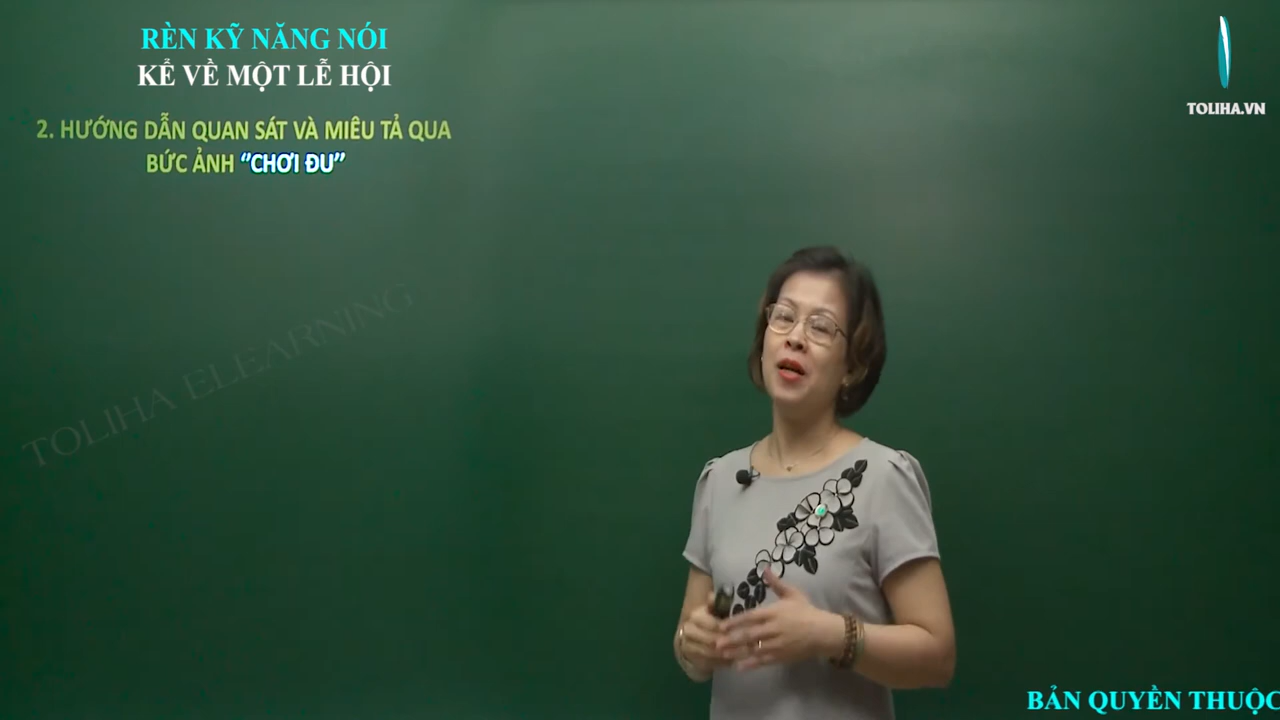 RÈN KỸ NĂNG NÓI
KỂ VỀ MỘT LỄ HỘI
2. HƯỚNG DẪN QUAN SÁT VÀ MIÊU TẢ QUA
BỨC ẢNH “CHƠI ĐU”
TOLIHA.VN
TOLIHA ELEARNING
BẢN QUYỀN THUỘC